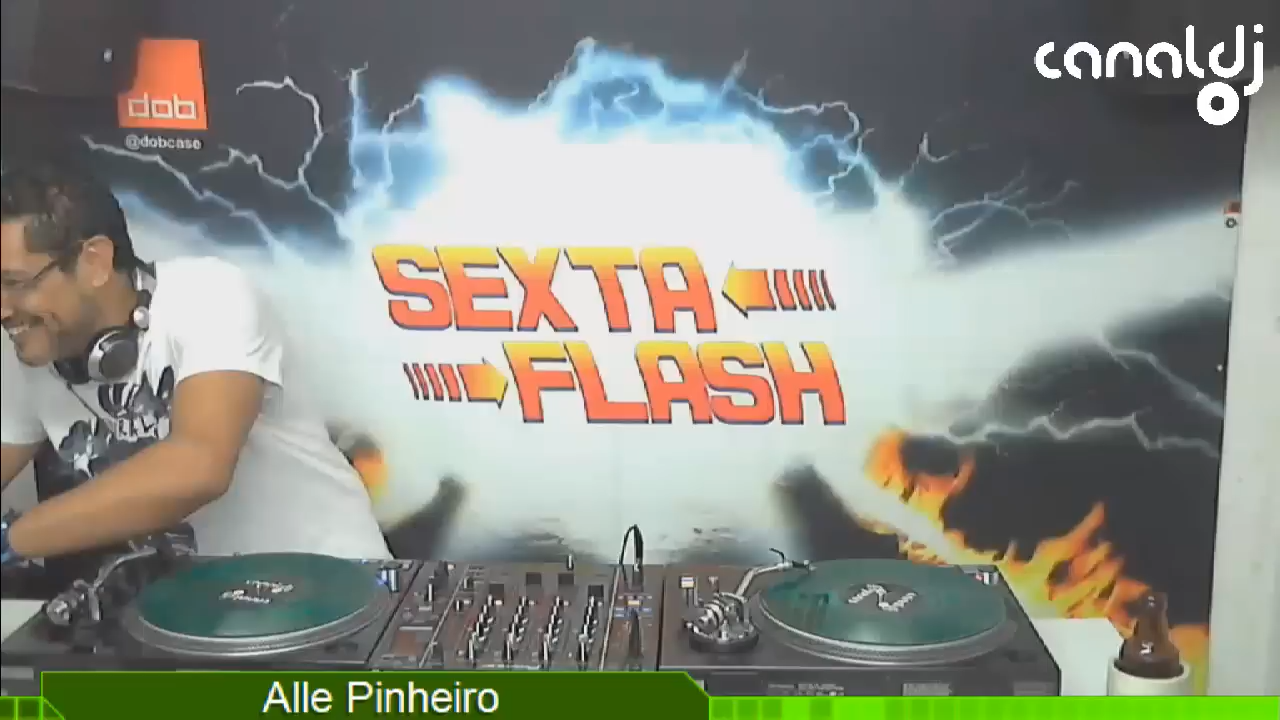 canaldj
dob
@dobcase
SEXTA
FLASH
Alle Pinheiro